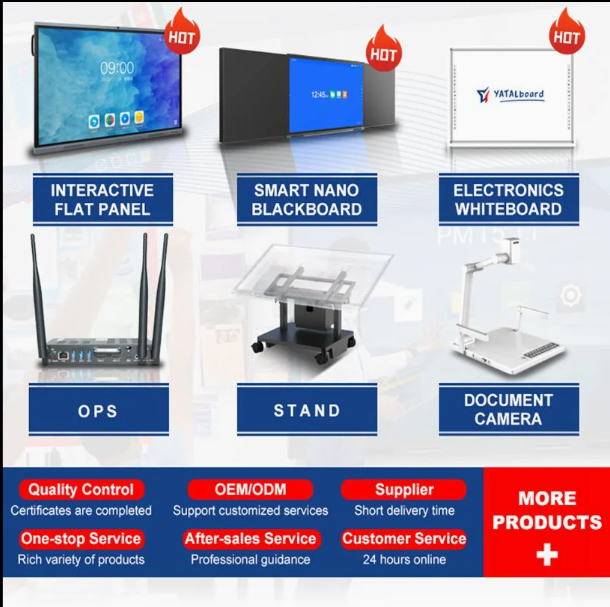 HOT
HOT
HOT
09:00
12:45
YATALboard
INTERACTIVE
FLAT PANEL
SMART NANO
BLACKBOARD
ELECTRONICS
WHITEBOARD
OPS
STAND
DOCUMENT
CAMERA
Quality Control
Certificates are completed
OEM/ODM
Support customized services
Supplier
Short delivery time
One-stop Service
Rich variety of products
After-sales Service
Professional guidance
Customer Service
24 hours online
MORE
PRODUCTS
+